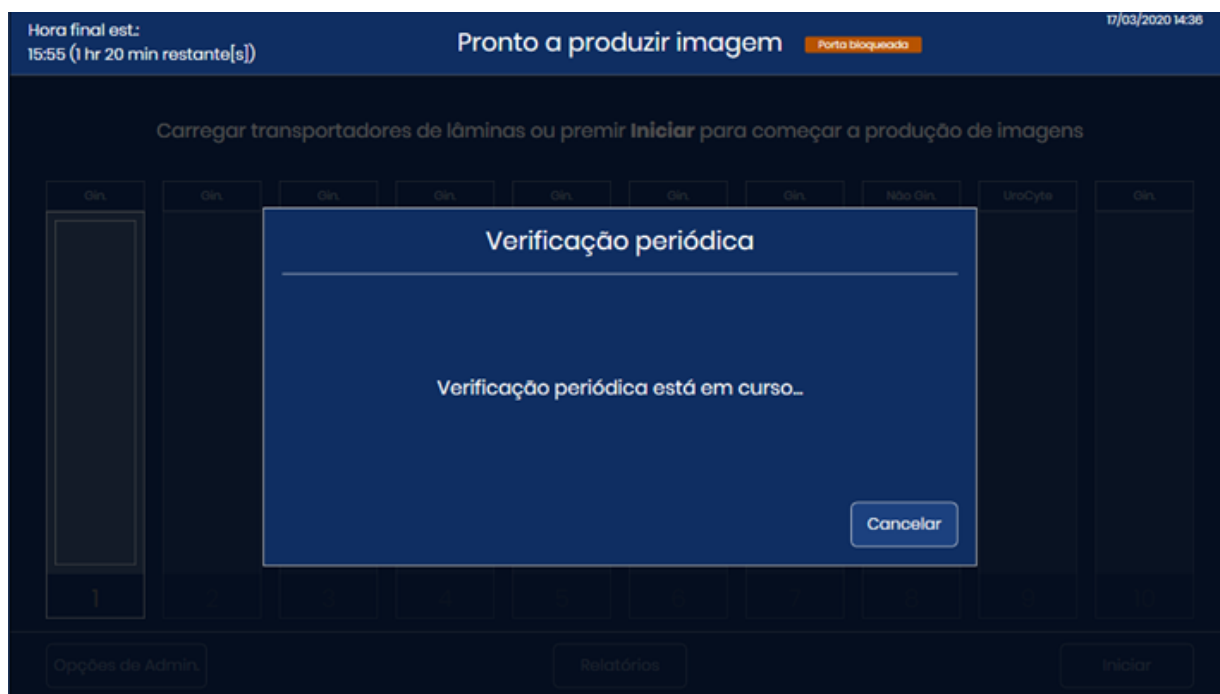 Hora final est.:
17/03/2020 14:36
15:55 (1 hr 20 min restante[s])
Pronto a produzir imagem
Porta bloqueada
Carregar transportadores de lâminas ou premir Iniciar para começar a produção de imagens
Gin. Gin. Gin. Gin. Gin. Gin. Gin. Não Gin. UroCyte Gin.
Verificação periódica
Verificação periódica está em curso...
Cancelar
1 2 3 4 5 6 7 8 9 10
Opções de Admin. Relatórios Iniciar